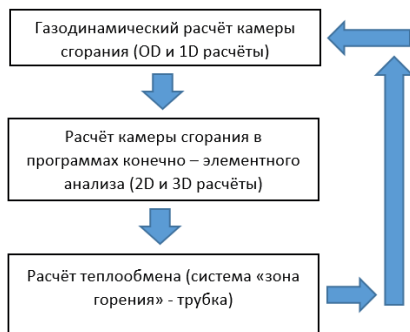 Газодинамический расчёт камеры
сгорания (OD и 1D расчёты)
Расчёт камеры сгорания в
программах конечно – элементного
анализа (2D и 3D расчёты)
Расчёт теплообмена (система «зона
горения» - трубка)